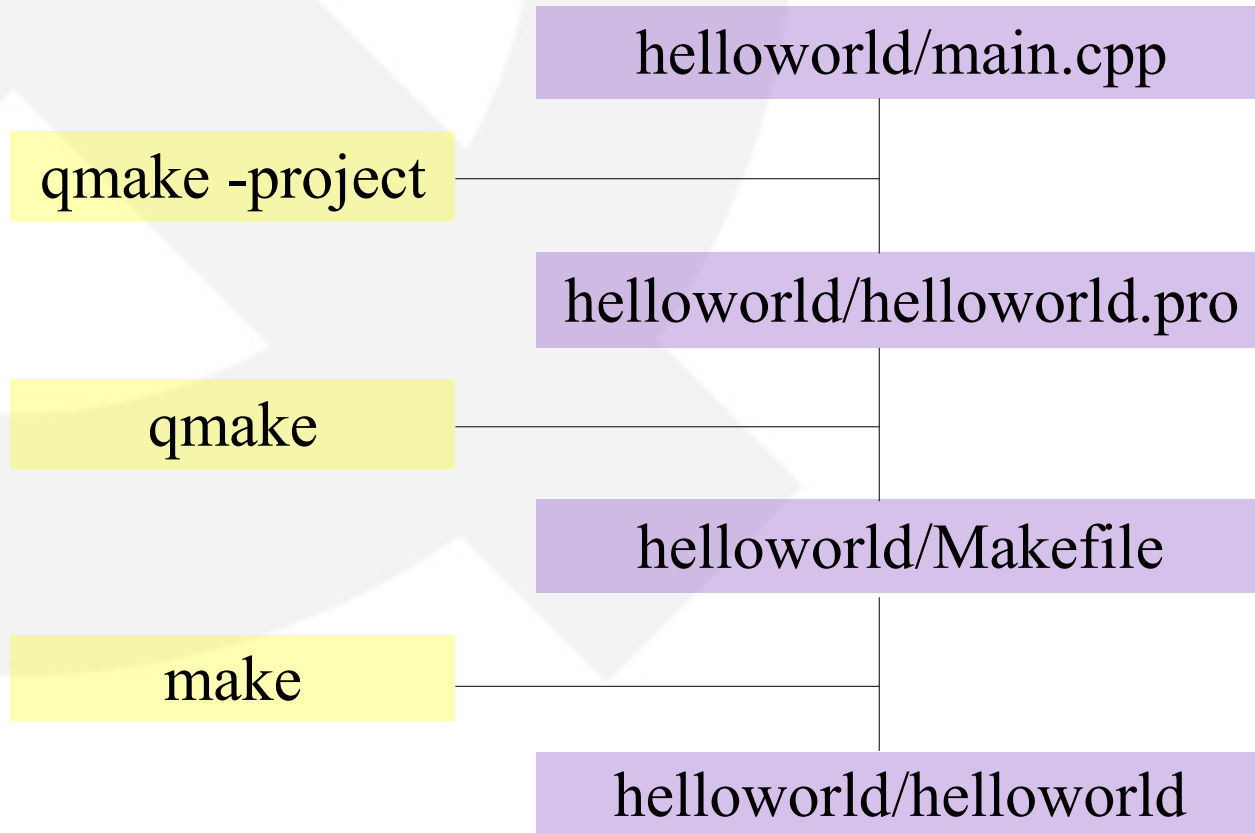 helloworld/main.cpp
qmake -project
helloworld/helloworld.pro
qmake
helloworld/Makefile
make
helloworld/helloworld